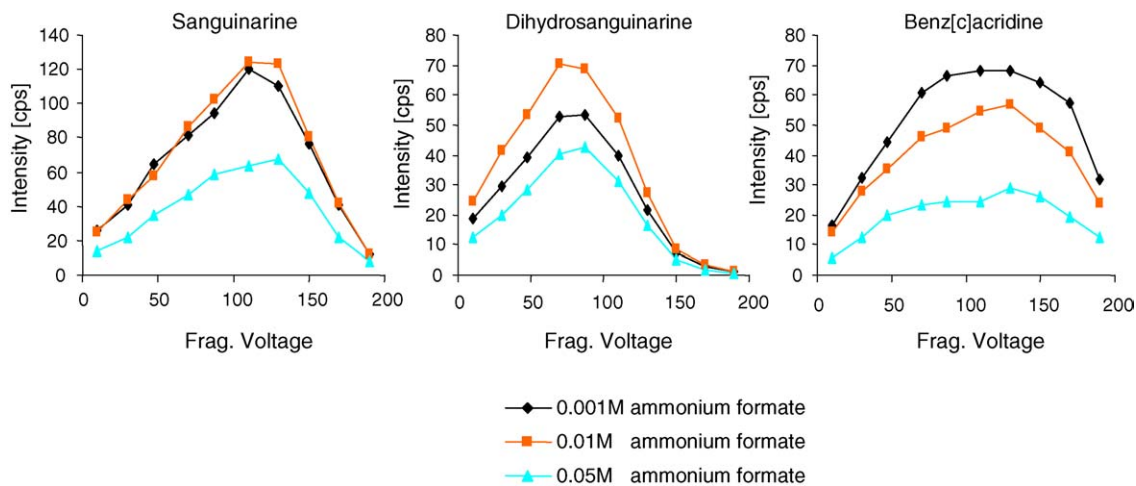 Sanguinarine
Intensity [cps]
140
120
100
80
60
40
20
0
0 50 100 150 200
Frag. Voltage
Dihydrosanguinarine
Intensity [cps]
80
70
60
50
40
30
20
10
0
0 50 100 150 200
Frag. Voltage
Benz[c]acridine
Intensity [cps]
80
70
60
50
40
30
20
10
0
0 50 100 150 200
Frag. Voltage
0.001M ammonium formate
0.01M ammonium formate
0.05M ammonium formate